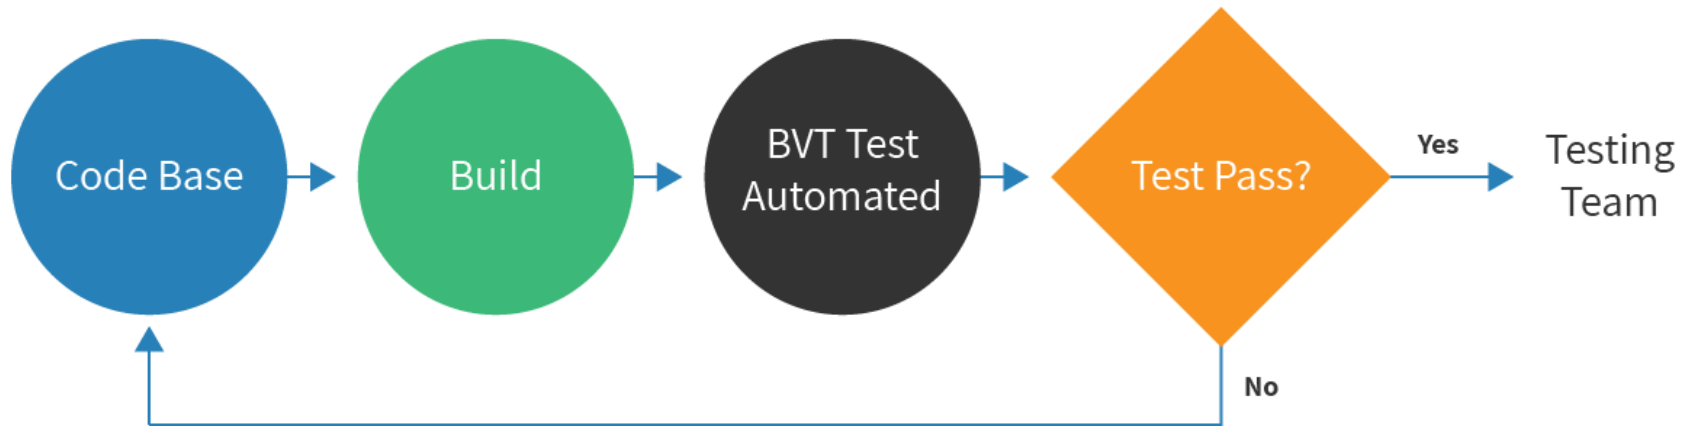 Code Base
Build
BVT Test
Automated
Test Pass?
Yes
Testing
Team
No